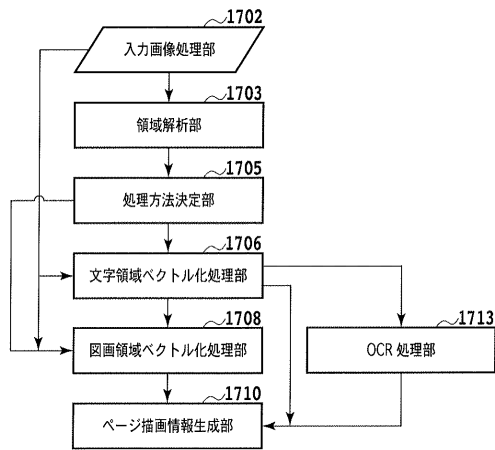 1702
入力画像処理部
1703
領域解析部
1705
処理方法決定部
1706
文字領域ベクトル化処理部
1708
図画領域ベクトル化処理部
1713
OCR 処理部
1710
ページ描画情報生成部